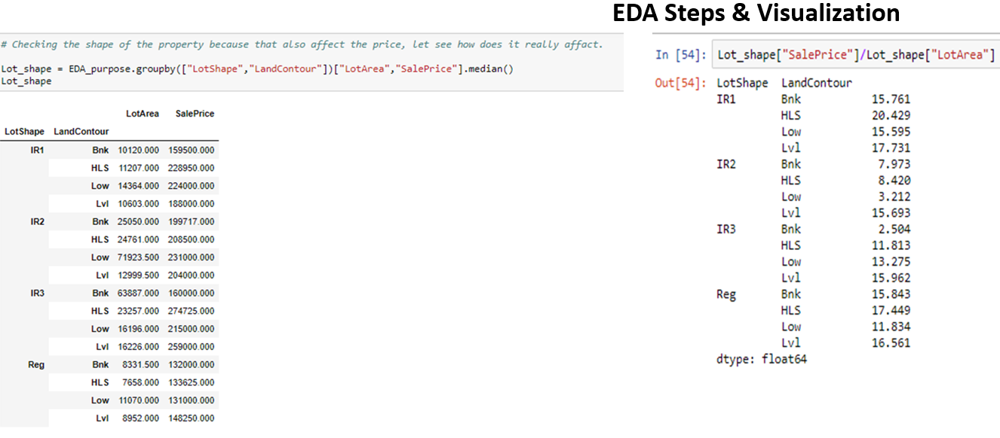 EDA Steps & Visualization
# Checking the shape of the property because that also affect the price, let see how does it really affact.
Lot_shape = EDA_purpose.groupby(["LotShape","LandContour"])["LotArea","SalePrice"].median()
Lot_shape
LotArea SalePrice
LotShape LandContour
IR1 Bnk 10120.000 159500.000
HLS 11207.000 228950.000
Low 14364.000 224000.000
Lvl 10603.000 188000.000
IR2 Bnk 25050.000 199717.000
HLS 24761.000 208500.000
Low 71923.500 231000.000
Lvl 12999.500 204000.000
IR3 Bnk 63887.000 160000.000
HLS 23257.000 274725.000
Low 16196.000 215000.000
Lvl 16226.000 259000.000
Reg Bnk 8331.500 132000.000
HLS 7658.000 133625.000
Low 11070.000 131000.000
Lvl 8952.000 148250.000
In [54]: Lot_shape["SalePrice"]/Lot_shape["LotArea"]
Out[54]: LotShape LandContour
IR1 Bnk 15.761
HLS 20.429
Low 15.595
Lvl 17.731
IR2 Bnk 7.973
HLS 8.420
Low 3.212
Lvl 15.693
IR3 Bnk 2.504
HLS 11.813
Low 13.275
Lvl 15.962
Reg Bnk 15.843
HLS 17.449
Low 11.834
Lvl 16.561
dtype: float64